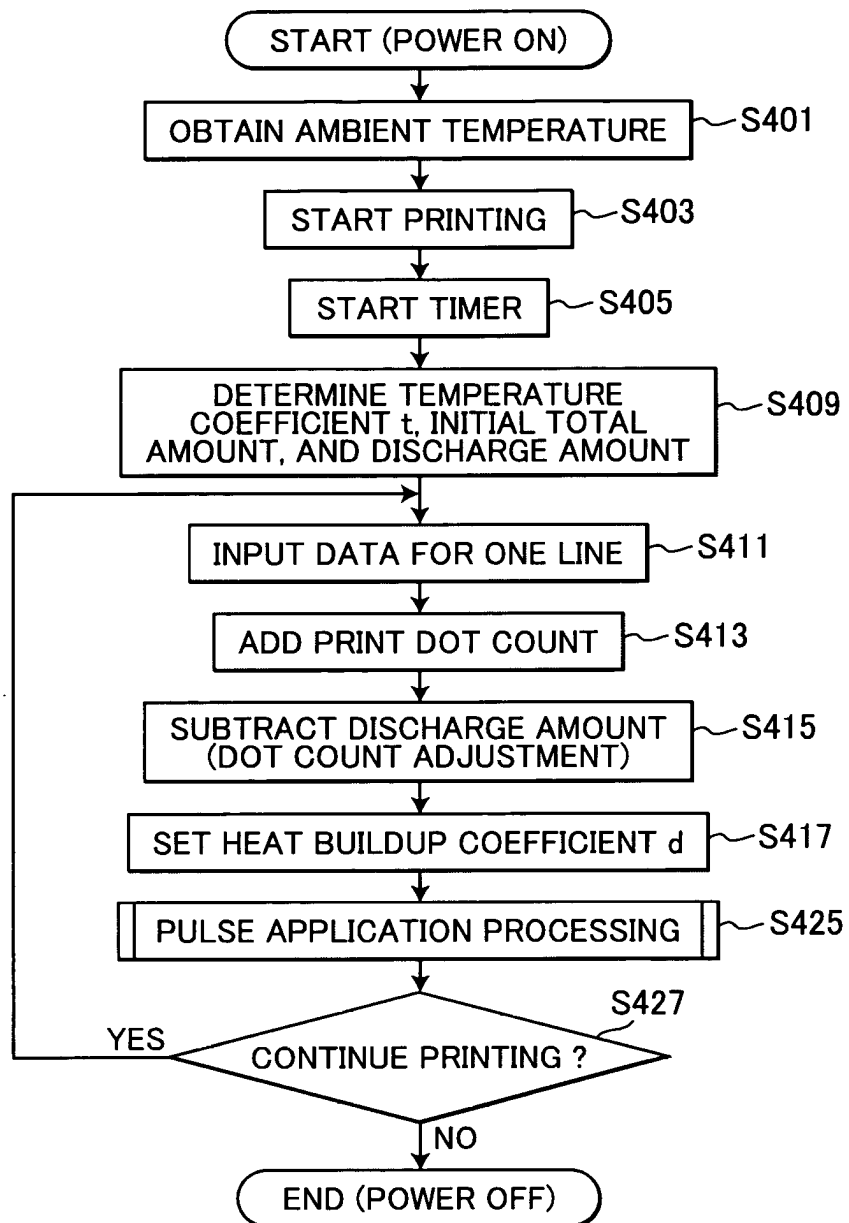 START (POWER ON)
OBTAIN AMBIENT TEMPERATURE
S401
START PRINTING
S403
START TIMER
S405
DETERMINE TEMPERATURE
COEFFICIENT t, INITIAL TOTAL
AMOUNT, AND DISCHARGE AMOUNT
S409
INPUT DATA FOR ONE LINE
S411
ADD PRINT DOT COUNT
S413
SUBTRACT DISCHARGE AMOUNT
(DOT COUNT ADJUSTMENT)
S415
SET HEAT BUILDUP COEFFICIENT d
S417
PULSE APPLICATION PROCESSING
S425
S427
YES
CONTINUE PRINTING ?
NO
END (POWER OFF)